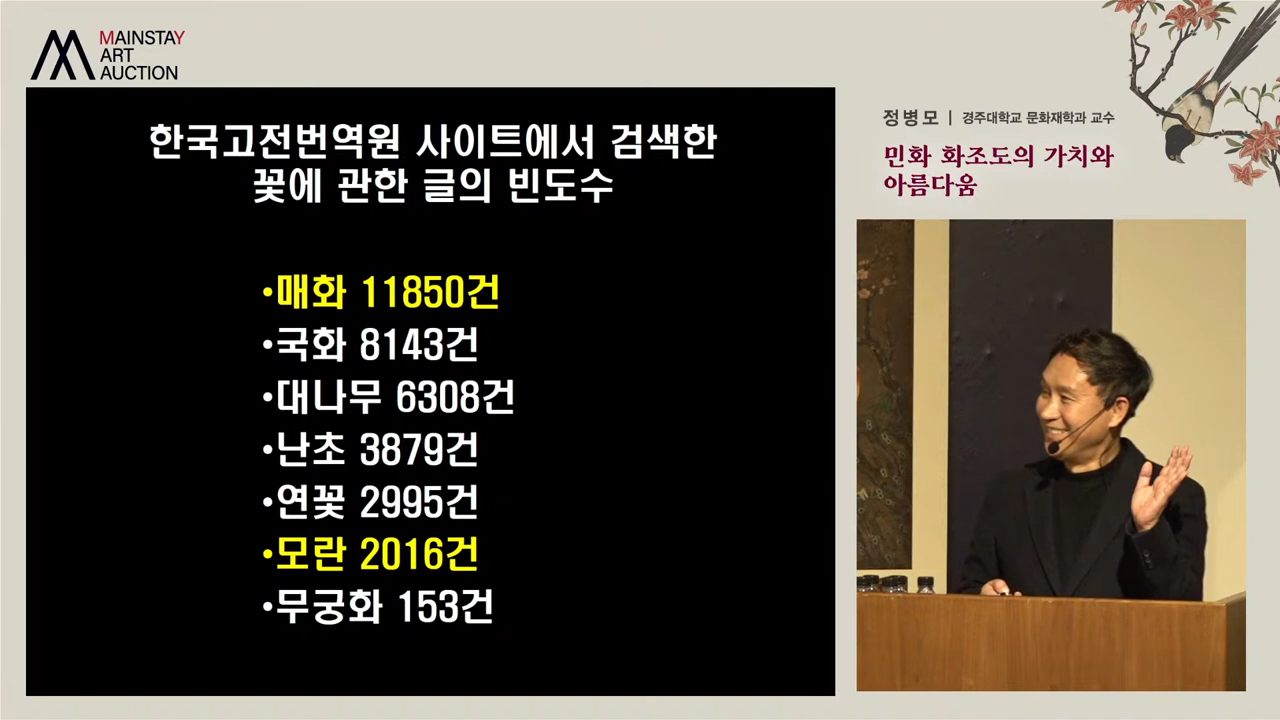 MAINSTAY
ART
AUCTION
정병모 | 경주대학교 문화재학과 교수
민화 화조도의 가치와
아름다움
한국고전번역원 사이트에서 검색한
꽃에 관한 글의 빈도수
•매화 11850건
•국화 8143건
•대나무 6308건
•난초 3879건
•연꽃 2995건
•모란 2016건
•무궁화 153건